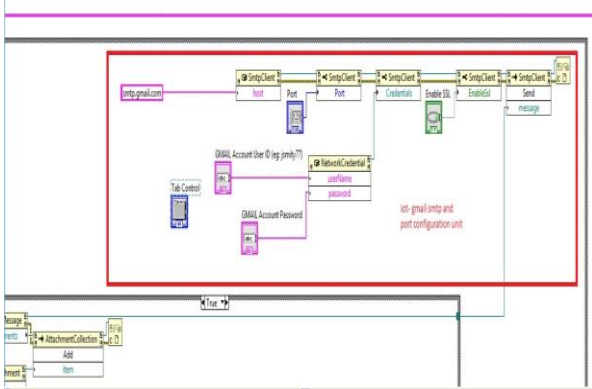 SmtpClient
host
SmtpClient
Port
SmtpClient
Credentials
SmtpClient
EnableSsl
SmtpClient
Send
message
smtp.gmail.com
Port
Enable SSL
GMAIL Account User ID (eg: jsmity77)
NetworkCredential
userName
password
Tab Control
GMAIL Account Password
iot- gmail smtp and
port configuration unit
True
Message
AttachmentCollection
Add
item